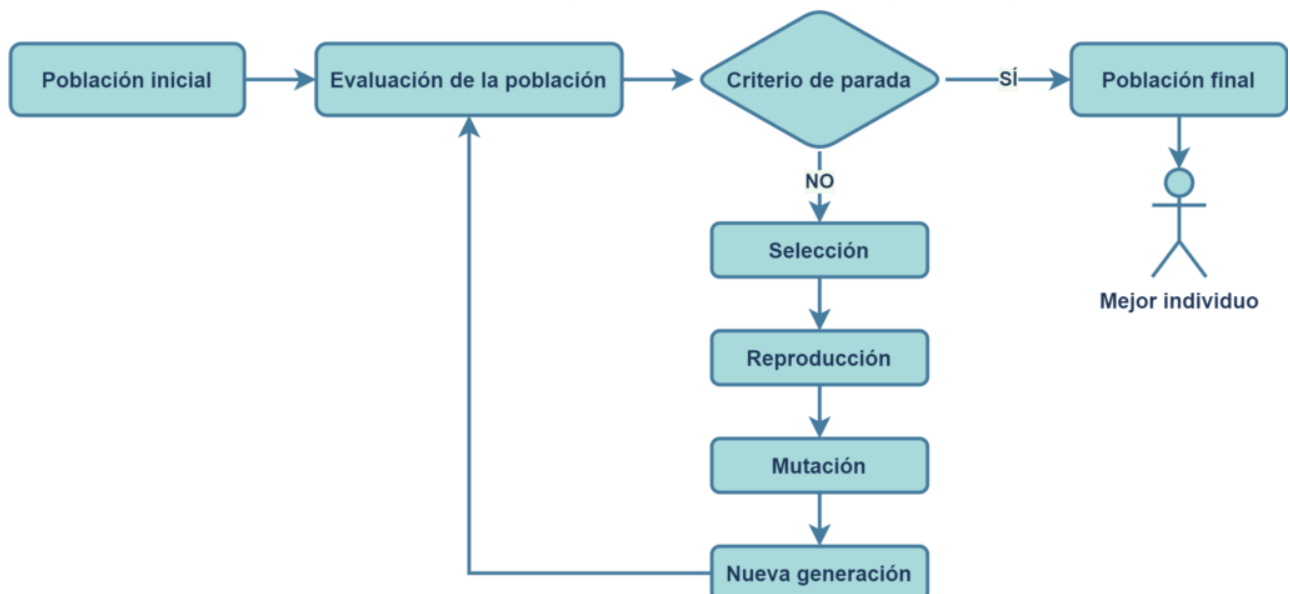 Población inicial
Evaluación de la población
Criterio de parada
SÍ
Población final
NO
Selección
Mejor individuo
Reproducción
Mutación
Nueva generación